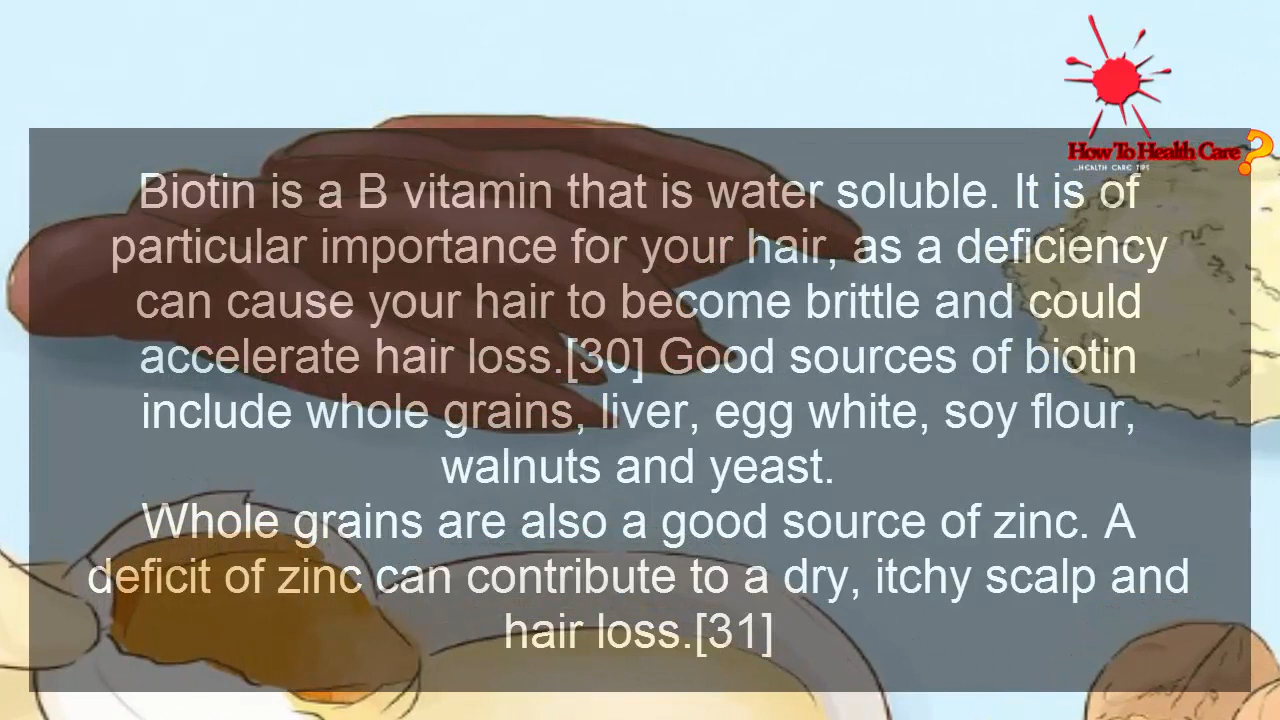 How To Health Care ?
...HEALTH CARE TIPS
Biotin is a B vitamin that is water soluble. It is of
particular importance for your hair, as a deficiency
can cause your hair to become brittle and could
accelerate hair loss.[30] Good sources of biotin
include whole grains, liver, egg white, soy flour,
walnuts and yeast.
Whole grains are also a good source of zinc. A
deficit of zinc can contribute to a dry, itchy scalp and
hair loss.[31]